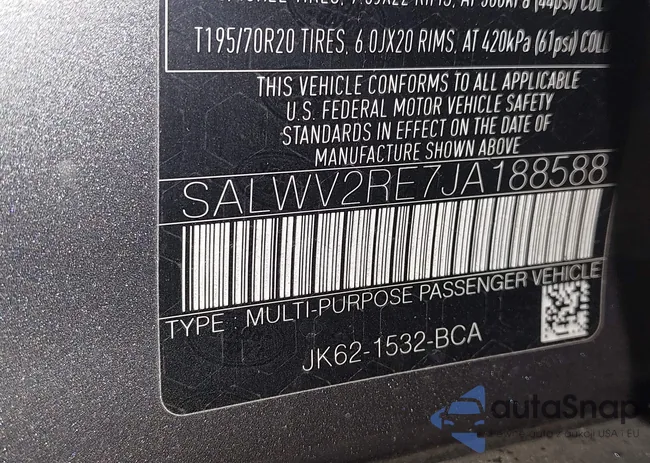 T195/70R20 TIRES, 6.0JX20 RIMS, AT 420kPa (61psi) COL
THIS VEHICLE CONFORMS TO ALL APPLICABLE
U.S. FEDERAL MOTOR VEHICLE SAFETY
STANDARDS IN EFFECT ON THE DATE OF
MANUFACTURE SHOWN ABOVE
SALWV2RE7JA188588
TYPE : MULTI-PURPOSE PASSENGER VEHICLE
JK62-1532-BCA
autaSnap